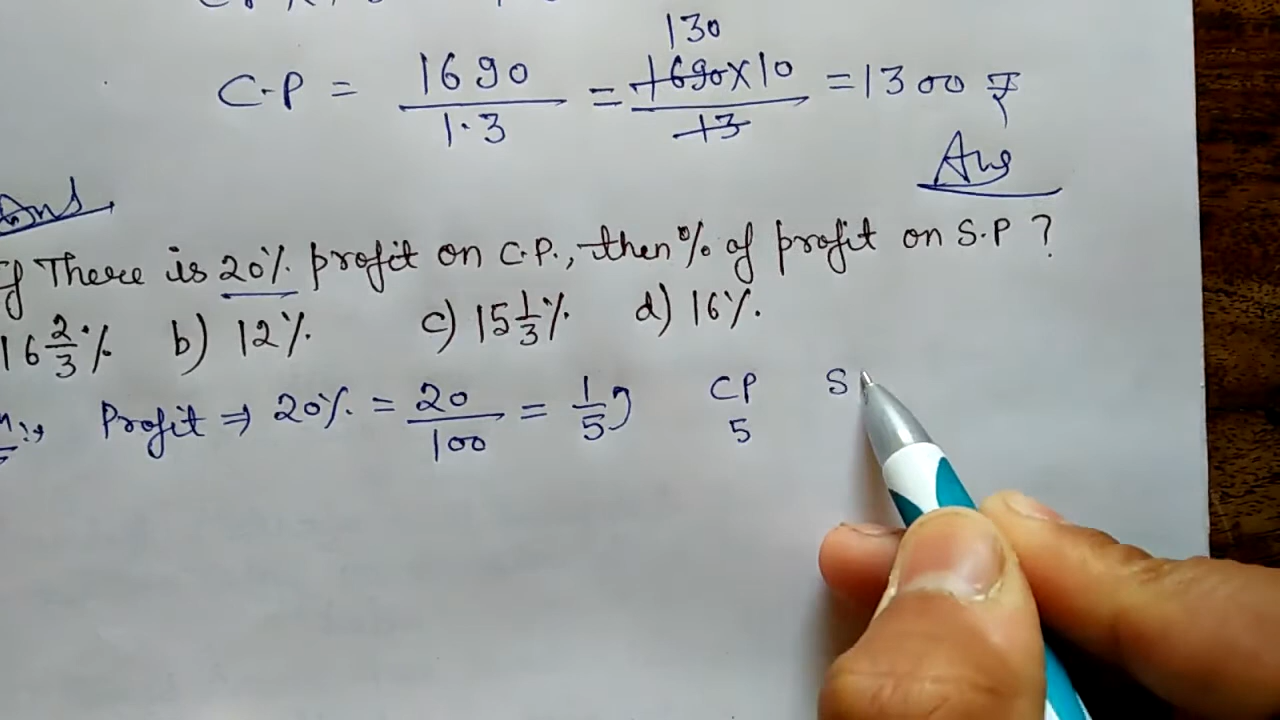 130
C.P = 1690/1.3 = 1690×10/13 = 1300 ₹
Ans
Ans
If There is 20% profit on C.P., then % of profit on S.P ?
16 2/3 % b) 12% c) 15 1/3 % d) 16%.
Profit ⇒ 20% = 20/100 = 1/5 CP S
5